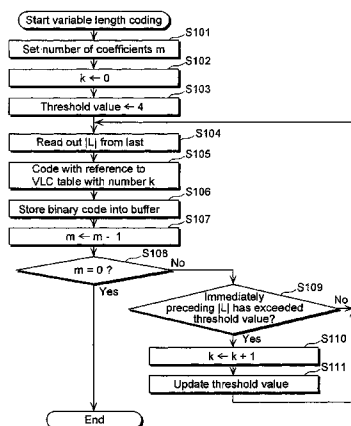 Start variable length coding
S101
Set number of coefficients m
S102
k ← 0
S103
Threshold value ← 4
S104
Read out |L| from last
S105
Code with reference to
VLC table with number k
S106
Store binary code into buffer
S107
m ← m - 1
S108
m = 0 ?
No
Yes
S109
Immediately
preceding |L| has exceeded
threshold value?
No
Yes
S110
k ← k + 1
S111
Update threshold value
End